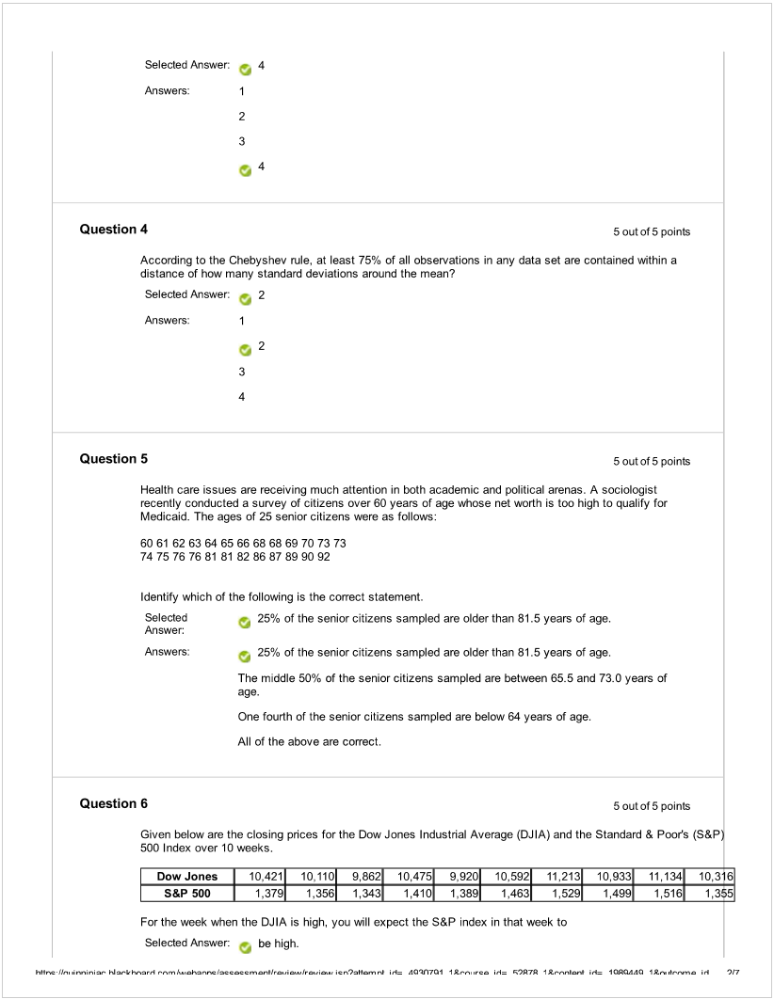 Selected Answer: 4
Answers: 1
2
3
4
Question 4 5 out of 5 points
According to the Chebyshev rule, at least 75% of all observations in any data set are contained within a
distance of how many standard deviations around the mean?
Selected Answer: 2
Answers: 1
2
3
4
Question 5 5 out of 5 points
Health care issues are receiving much attention in both academic and political arenas. A sociologist
recently conducted a survey of citizens over 60 years of age whose net worth is too high to qualify for
Medicaid. The ages of 25 senior citizens were as follows:
60 61 62 63 64 65 66 68 68 69 70 73 73
74 75 76 76 81 81 82 86 87 89 90 92
Identify which of the following is the correct statement.
Selected
Answer: 25% of the senior citizens sampled are older than 81.5 years of age.
Answers: 25% of the senior citizens sampled are older than 81.5 years of age.
The middle 50% of the senior citizens sampled are between 65.5 and 73.0 years of
age.
One fourth of the senior citizens sampled are below 64 years of age.
All of the above are correct.
Question 6 5 out of 5 points
Given below are the closing prices for the Dow Jones Industrial Average (DJIA) and the Standard & Poor's (S&P)
500 Index over 10 weeks.
Dow Jones 10,421 10,110 9,862 10,475 9,920 10,592 11,213 10,933 11,134 10,316
S&P 500 1,379 1,356 1,343 1,410 1,389 1,463 1,529 1,499 1,516 1,355
For the week when the DJIA is high, you will expect the S&P index in that week to
Selected Answer: be high.
https://quinnipiac.blackboard.com/webapps/assessment/review/review.jsp?attempt_id=_4930791_1&course_id=_52878_1&content_id=_1989449_1&outcome_id... 2/7